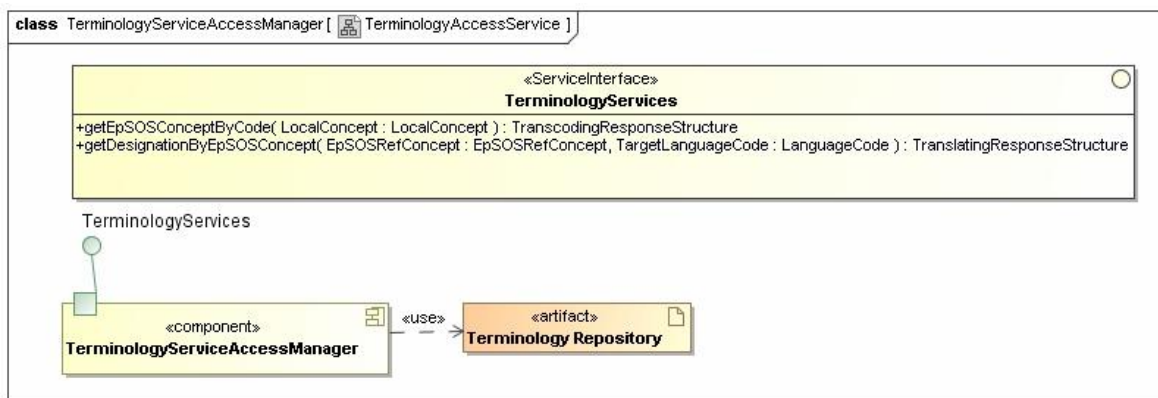 class TerminologyServiceAccessManager [ TerminologyAccessService ]
«ServiceInterface»
TerminologyServices
+getEpSOSConceptByCode( LocalConcept : LocalConcept ) : TranscodingResponseStructure
+getDesignationByEpSOSConcept( EpSOSRefConcept : EpSOSRefConcept, TargetLanguageCode : LanguageCode ) : TranslatingResponseStructure
TerminologyServices
«component»
TerminologyServiceAccessManager
«use»
«artifact»
Terminology Repository